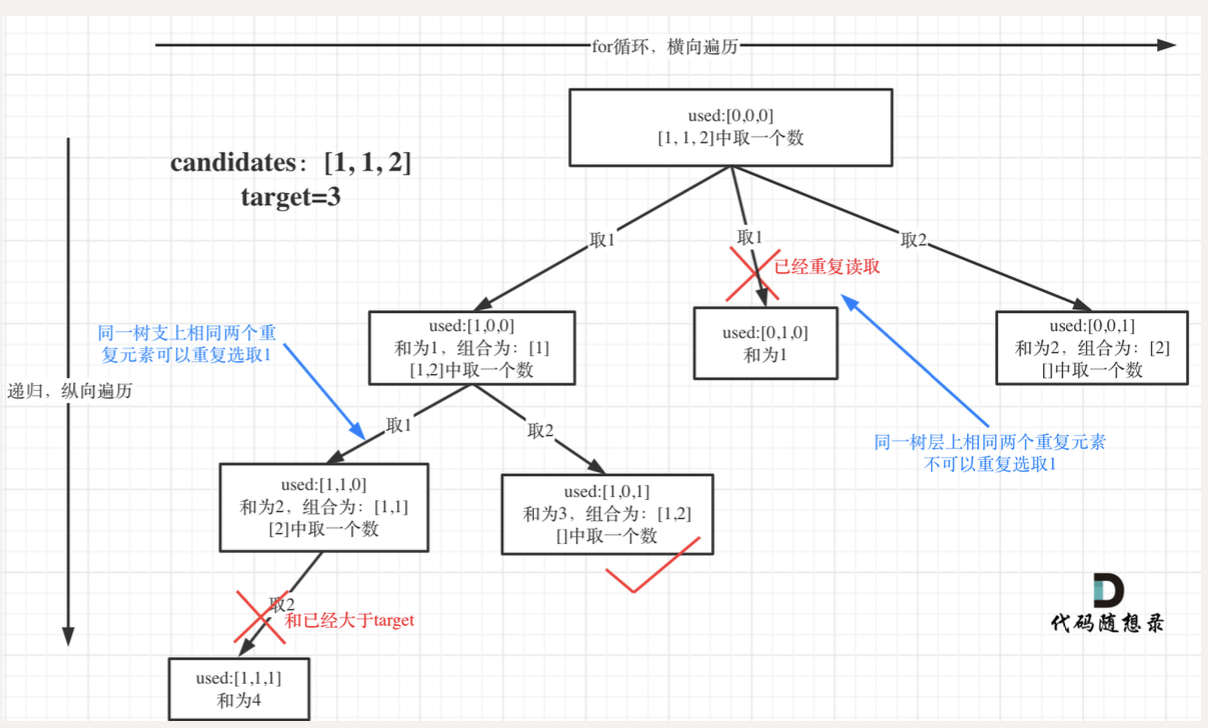 for循环，横向遍历
used:[0,0,0]
[1, 1, 2]中取一个数
candidates：[1, 1, 2]
target=3
取1
取1
取2
已经重复读取
同一树支上相同两个重
复元素可以重复选取1
used:[1,0,0]
和为1，组合为：[1]
[1,2]中取一个数
used:[0,1,0]
和为1
used:[0,0,1]
和为2，组合为：[2]
[]中取一个数
递归，纵向遍历
取1
取2
同一树层上相同两个重复元素
不可以重复选取1
used:[1,1,0]
和为2，组合为：[1,1]
[2]中取一个数
used:[1,0,1]
和为3，组合为：[1,2]
[]中取一个数
取2
和已经大于target
代码随想录
used:[1,1,1]
和为4